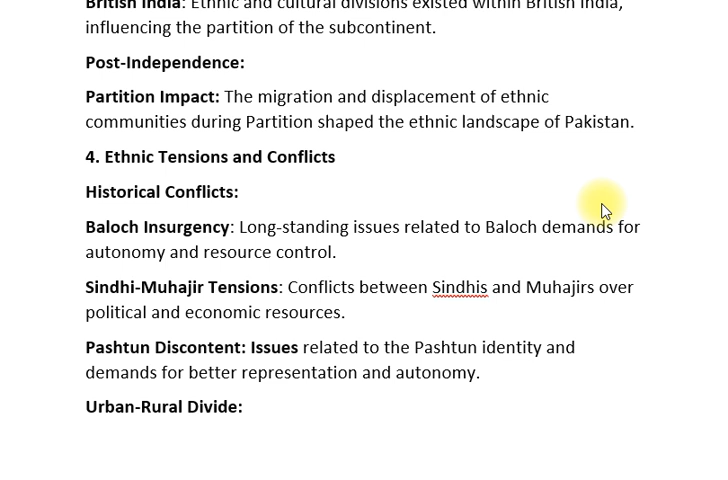 British India: Ethnic and cultural divisions existed within British India,
influencing the partition of the subcontinent.
Post-Independence:
Partition Impact: The migration and displacement of ethnic
communities during Partition shaped the ethnic landscape of Pakistan.
4. Ethnic Tensions and Conflicts
Historical Conflicts:
Baloch Insurgency: Long-standing issues related to Baloch demands for
autonomy and resource control.
Sindhi-Muhajir Tensions: Conflicts between Sindhis and Muhajirs over
political and economic resources.
Pashtun Discontent: Issues related to the Pashtun identity and
demands for better representation and autonomy.
Urban-Rural Divide: